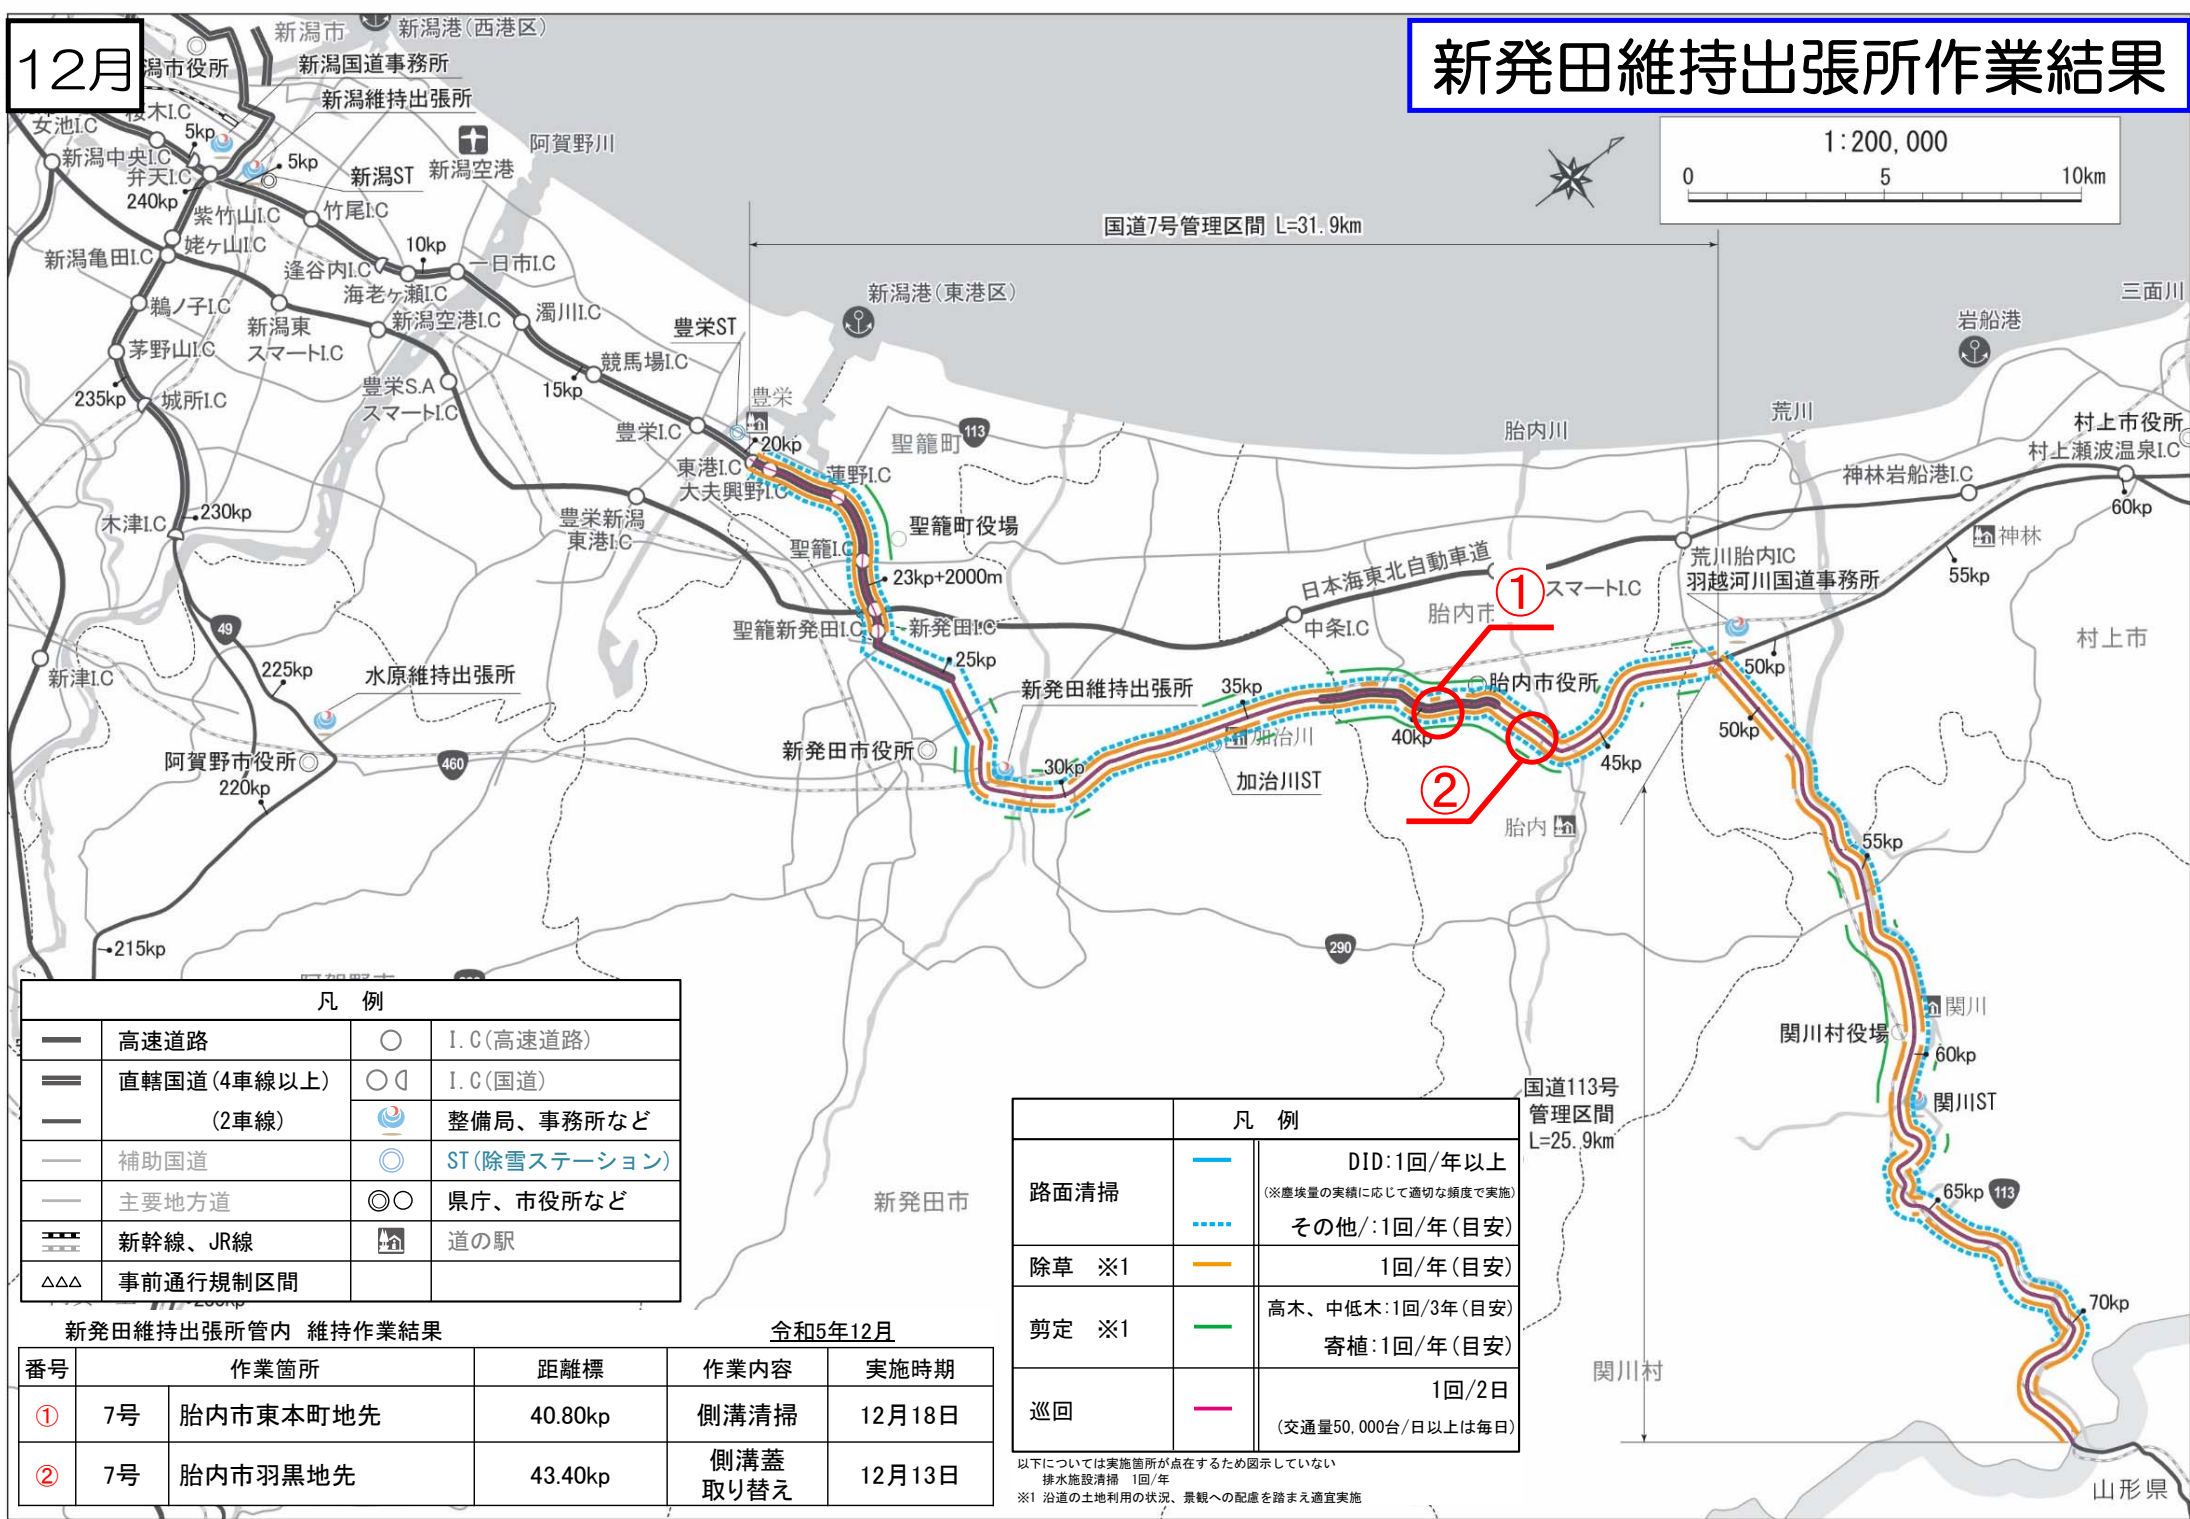 12月
新発田維持出張所作業結果
1:200,000
0 5 10km
新潟市
新潟港(西港区)
潟市役所
新潟国道事務所
新潟維持出張所
桜木I.C
女池I.C
5kp
新潟中央I.C
弁天I.C
5kp
新潟ST
新潟空港
阿賀野川
240kp
紫竹山I.C
竹尾I.C
姥ヶ山I.C
新潟亀田I.C
10kp
逢谷内I.C
一日市I.C
海老ヶ瀬I.C
鵜ノ子I.C
新潟東
スマートI.C
新潟空港I.C
濁川I.C
茅野山I.C
豊栄S.A
スマートI.C
競馬場I.C
15kp
235kp
城所I.C
豊栄ST
国道7号管理区間 L=31.9km
新潟港(東港区)
豊栄
豊栄I.C
20kp
東港I.C
大夫興野I.C
蓮野I.C
聖籠町
113
木津I.C
230kp
豊栄新潟
東港I.C
聖籠I.C
聖籠町役場
23kp+2000m
聖籠新発田I.C
新発田I.C
25kp
49
新津I.C
225kp
水原維持出張所
阿賀野市役所
220kp
460
新発田市役所
新発田維持出張所
30kp
35kp
加治川
加治川ST
日本海東北自動車道
中条I.C
胎内市
スマートI.C
①
胎内市役所
40kp
②
胎内
45kp
胎内川
荒川
三面川
岩船港
村上市役所
村上瀬波温泉I.C
神林岩船港I.C
60kp
神林
55kp
荒川胎内IC
羽越河川国道事務所
村上市
50kp
50kp
55kp
290
215kp
関川
関川村役場
60kp
関川ST
国道113号
管理区間
L=25.9km
65kp
113
70kp
新発田市
関川村
山形県
凡 例
高速道路 I.C(高速道路)
直轄国道(4車線以上) I.C(国道)
(2車線) 整備局、事務所など
補助国道 ST(除雪ステーション)
主要地方道 県庁、市役所など
新幹線、JR線 道の駅
事前通行規制区間
凡 例
路面清掃 DID:1回/年以上
(※塵埃量の実績に応じて適切な頻度で実施)
その他/:1回/年(目安)
除草 ※1 1回/年(目安)
剪定 ※1 高木、中低木:1回/3年(目安)
寄植:1回/年(目安)
巡回 1回/2日
(交通量50,000台/日以上は毎日)
以下については実施箇所が点在するため図示していない
排水施設清掃 1回/年
※1 沿道の土地利用の状況、景観への配慮を踏まえ適宜実施
新発田維持出張所管内 維持作業結果 令和5年12月
番号 作業箇所 距離標 作業内容 実施時期
① 7号 胎内市東本町地先 40.80kp 側溝清掃 12月18日
② 7号 胎内市羽黒地先 43.40kp 側溝蓋取り替え 12月13日